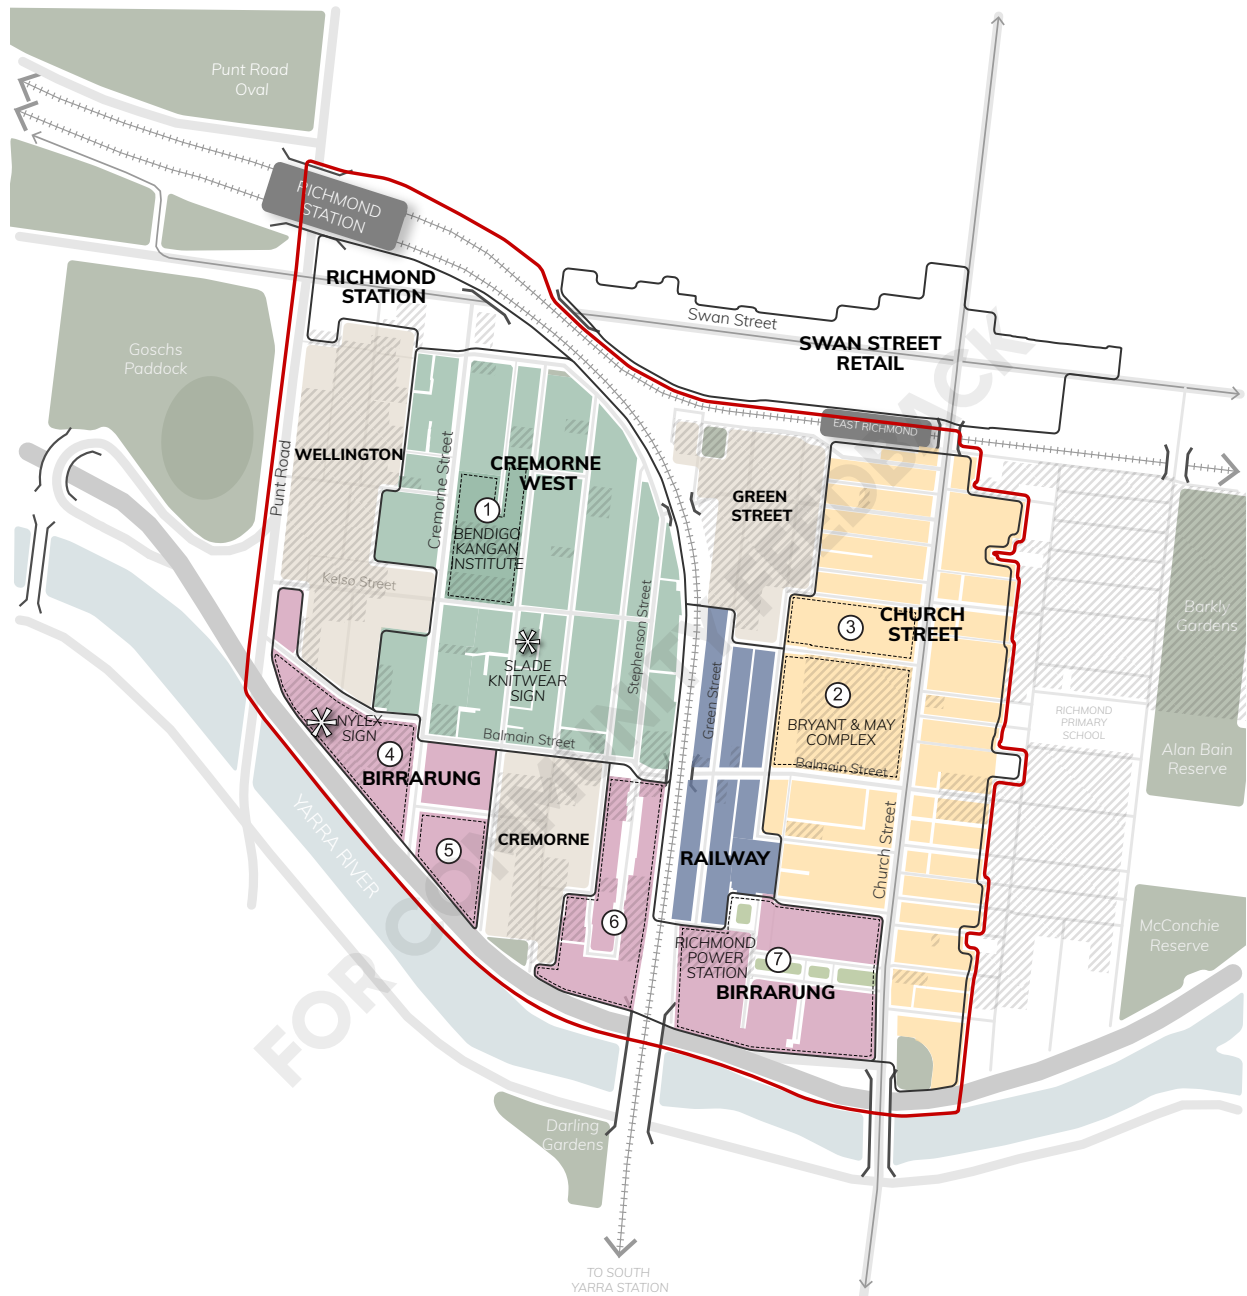 Punt Road
Oval
RICHMOND
STATION
RICHMOND
STATION
Swan Street
SWAN STREET
RETAIL
Goschs
Paddock
EAST RICHMOND
WELLINGTON
Punt Road
Cremorne Street
CREMORNE
WEST
1
BENDIGO
KANGAN
INSTITUTE
GREEN
STREET
Kelso Street
Stephenson Street
SLADE
KNITWEAR
SIGN
3
CHURCH
STREET
Barkly
Gardens
Green Street
2
BRYANT & MAY
COMPLEX
RICHMOND
PRIMARY
SCHOOL
NYLEX
SIGN
4
BIRRARUNG
Balmain Street
Balmain Street
Alan Bain
Reserve
YARRA RIVER
CREMORNE
5
RAILWAY
Church Street
6
RICHMOND
POWER
STATION
7
BIRRARUNG
McConchie
Reserve
Darling
Gardens
TO SOUTH
YARRA STATION
FOR COMMUNITY FEEDBACK